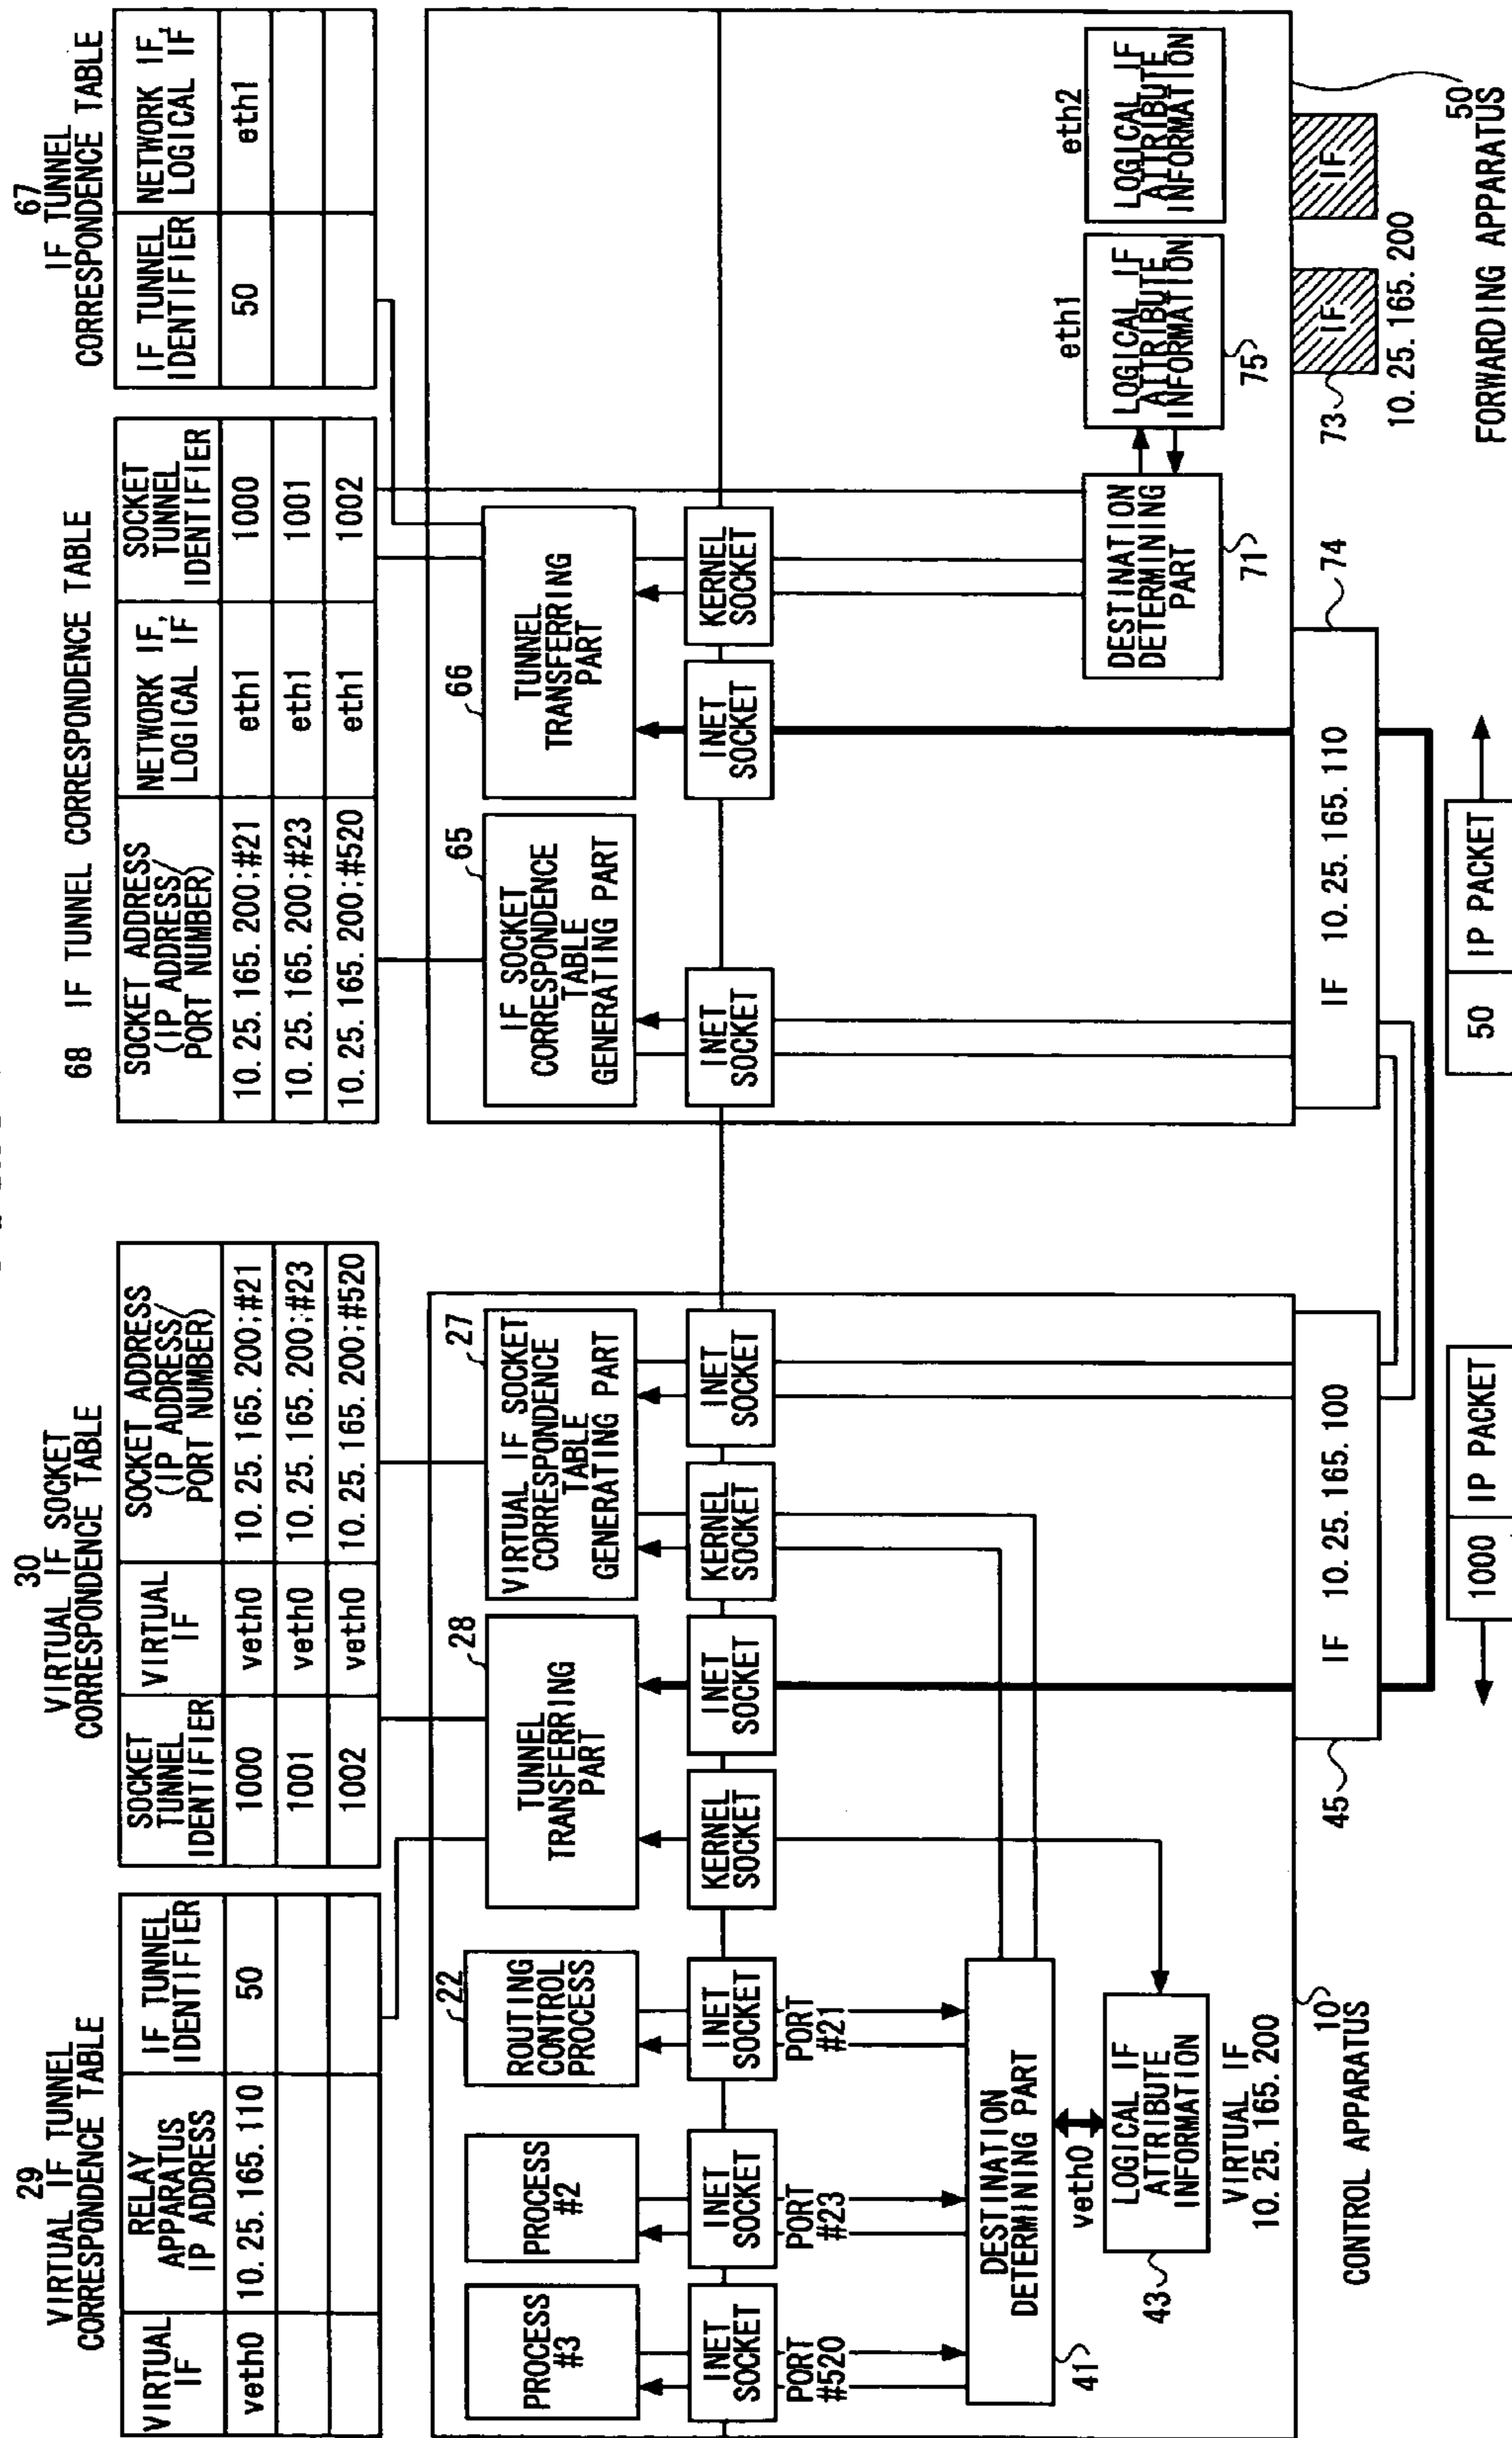 29
VIRTUAL IF TUNNEL
CORRESPONDENCE TABLE
VIRTUAL
IF
RELAY
APPARATUS
IP ADDRESS
IF TUNNEL
IDENTIFIER
veth0
10. 25. 165. 110
50
30
VIRTUAL IF SOCKET
CORRESPONDENCE TABLE
SOCKET
TUNNEL
IDENTIFIER
VIRTUAL
IF
SOCKET ADDRESS
(IP ADDRESS/
PORT NUMBER)
1000
veth0
10. 25. 165. 200;#21
1001
veth0
10. 25. 165. 200;#23
1002
veth0
10. 25. 165. 200;#520
68 IF TUNNEL CORRESPONDENCE TABLE
SOCKET ADDRESS
(IP ADDRESS/
PORT NUMBER)
NETWORK IF,
LOGICAL IF
SOCKET
TUNNEL
IDENTIFIER
10. 25. 165. 200;#21
eth1
1000
10. 25. 165. 200;#23
eth1
1001
10. 25. 165. 200;#520
eth1
1002
67
IF TUNNEL
CORRESPONDENCE TABLE
IF TUNNEL
IDENTIFIER
NETWORK IF,
LOGICAL IF
50
eth1
PROCESS
#3
PROCESS
#2
22
ROUTING
CONTROL
PROCESS
28
TUNNEL
TRANSFERRING
PART
27
VIRTUAL IF SOCKET
CORRESPONDENCE
TABLE
GENERATING PART
INET
SOCKET
INET
SOCKET
INET
SOCKET
KERNEL
SOCKET
INET
SOCKET
KERNEL
SOCKET
INET
SOCKET
PORT
#520
PORT
#23
PORT
#21
DESTINATION
DETERMINING PART
41
veth0
LOGICAL IF
ATTRIBUTE
INFORMATION
43
VIRTUAL IF
10. 25. 165. 200
10
CONTROL APPARATUS
IF 10. 25. 165. 100
45
1000
IP PACKET
65
IF SOCKET
CORRESPONDENCE
TABLE
GENERATING PART
66
TUNNEL
TRANSFERRING
PART
INET
SOCKET
INET
SOCKET
KERNEL
SOCKET
DESTINATION
DETERMINING
PART
71
eth1
LOGICAL IF
ATTRIBUTE
INFORMATION
75
eth2
LOGICAL IF
ATTRIBUTE
INFORMATION
IF 10. 25. 165. 110
74
IF
73
10. 25. 165. 200
IF
50
FORWARDING APPARATUS
50
IP PACKET